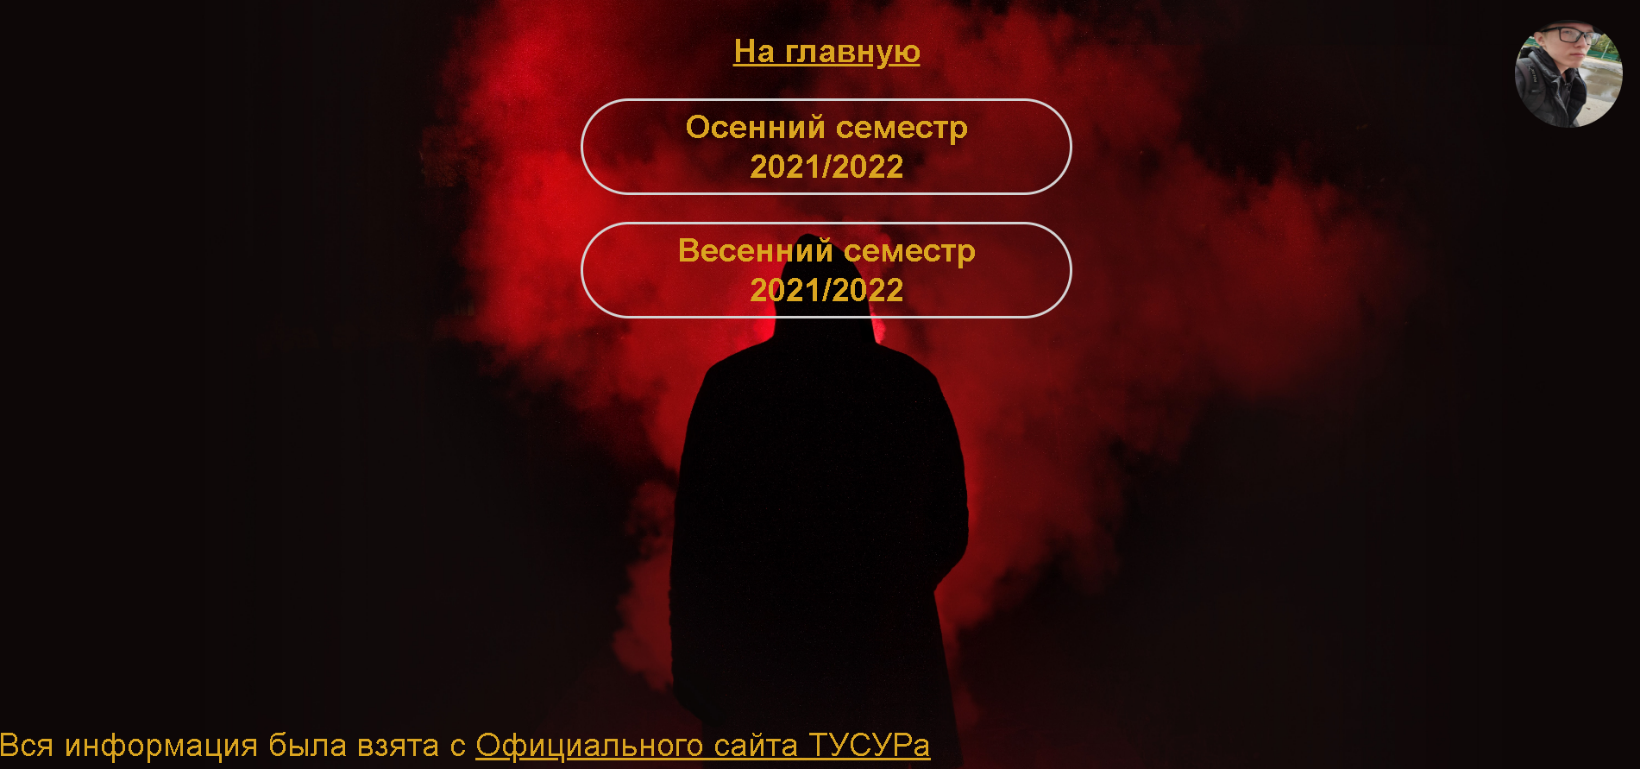 На главную
Осенний семестр
2021/2022
Весенний семестр
2021/2022
Вся информация была взята с Официального сайта ТУСУРа